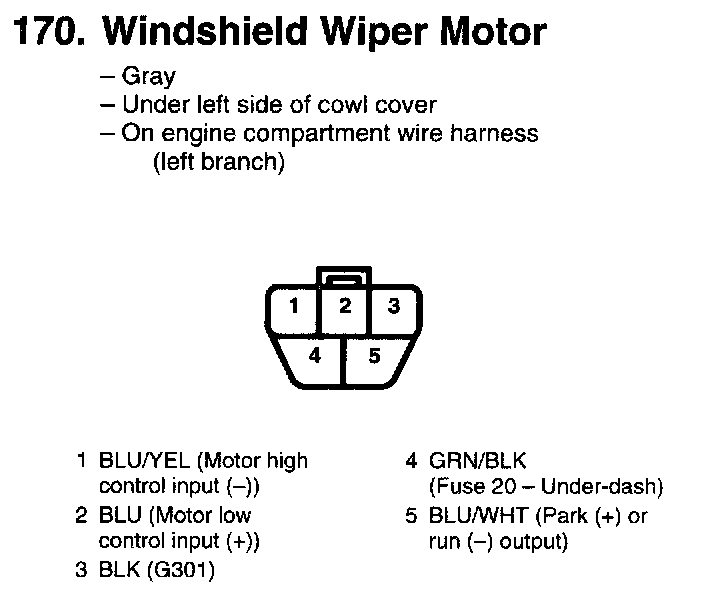 170. Windshield Wiper Motor
– Gray
– Under left side of cowl cover
– On engine compartment wire harness
(left branch)
1 2 3
4 5
1 BLU/YEL (Motor high
control input (–))
2 BLU (Motor low
control input (+))
3 BLK (G301)
4 GRN/BLK
(Fuse 20 – Under-dash)
5 BLU/WHT (Park (+) or
run (–) output)